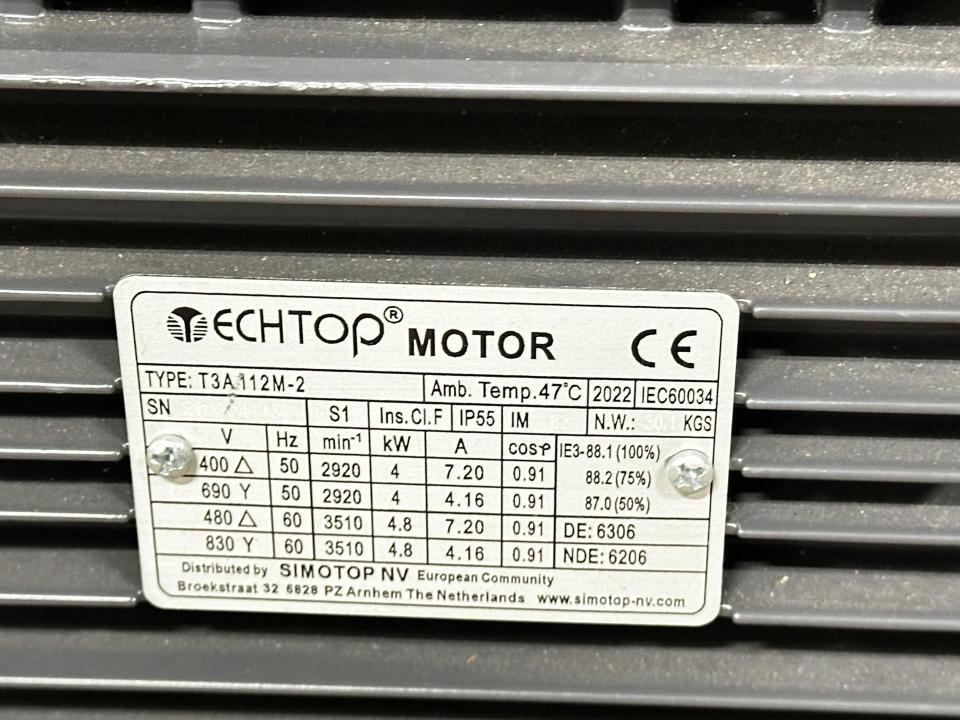 TECHTOP® MOTOR CE
TYPE: T3A 112M-2 Amb. Temp.47°C 2022 IEC60034
SN S1 Ins.Cl.F IP55 IM N.W.: KGS
V Hz min⁻¹ kW A cosφ IE3-88.1(100%)
400 △ 50 2920 4 7.20 0.91 88.2(75%)
690 Y 50 2920 4 4.16 0.91 87.0(50%)
480 △ 60 3510 4.8 7.20 0.91 DE: 6306
830 Y 60 3510 4.8 4.16 0.91 NDE: 6206
Distributed by SIMOTOP NV European Community
Broekstraat 32 6828 PZ Arnhem The Netherlands www.simotop-nv.com